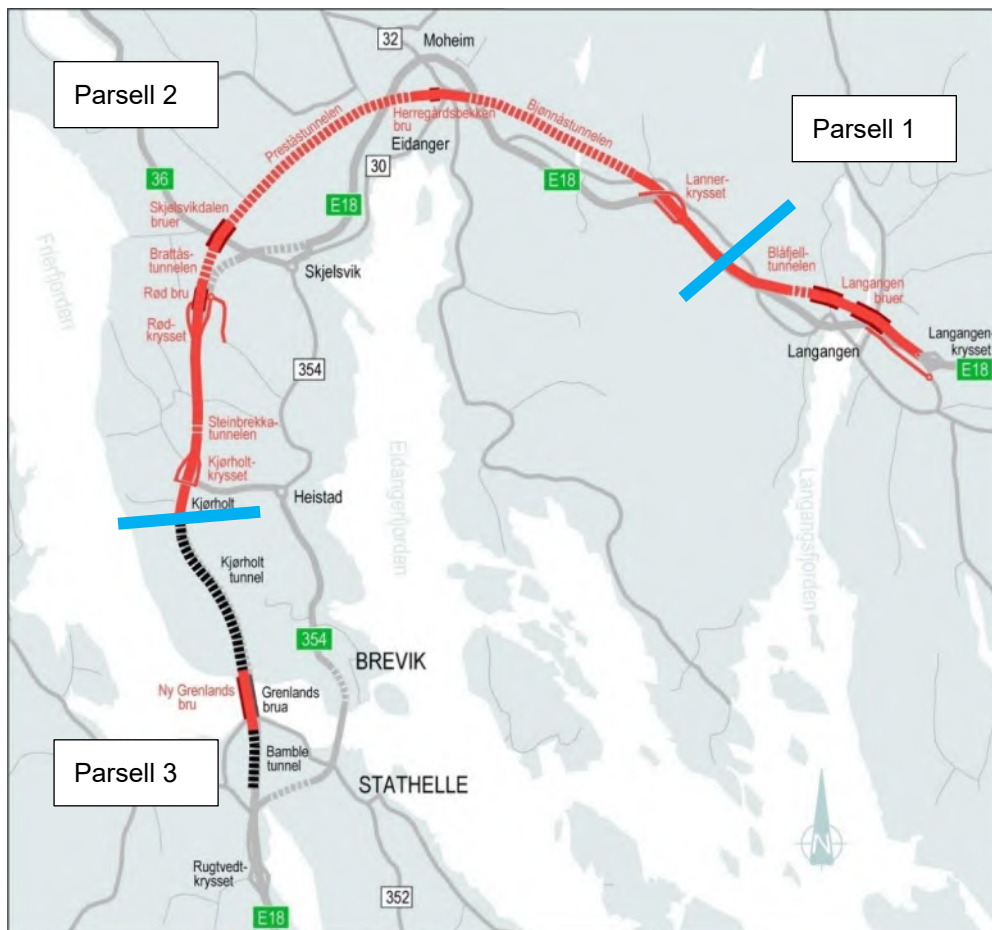 32
Moheim
Parsell 2
Herregårdsbekken
bru
Preståstunnelen
Bjønnåstunnelen
Parsell 1
Eidanger
30
36
E18
E18
Lanner-
krysset
Skjelsvikdalen
bruer
Frierfjorden
Brattås-
tunnelen
Skjelsvik
Blåfjell-
tunnelen
Langangen
bruer
Rød bru
Rød-
krysset
Langangen-
krysset
Langangen
E18
354
Steinbrekka-
tunnelen
Eidangerfjorden
Langangsfjorden
Kjørholt-
krysset
Heistad
Kjørholt
Kjørholt
tunnel
354
BREVIK
Ny Grenlands
bru
Grenlands
brua
Parsell 3
Bamble
tunnel
STATHELLE
N
Rugtvedt-
krysset
352
E18